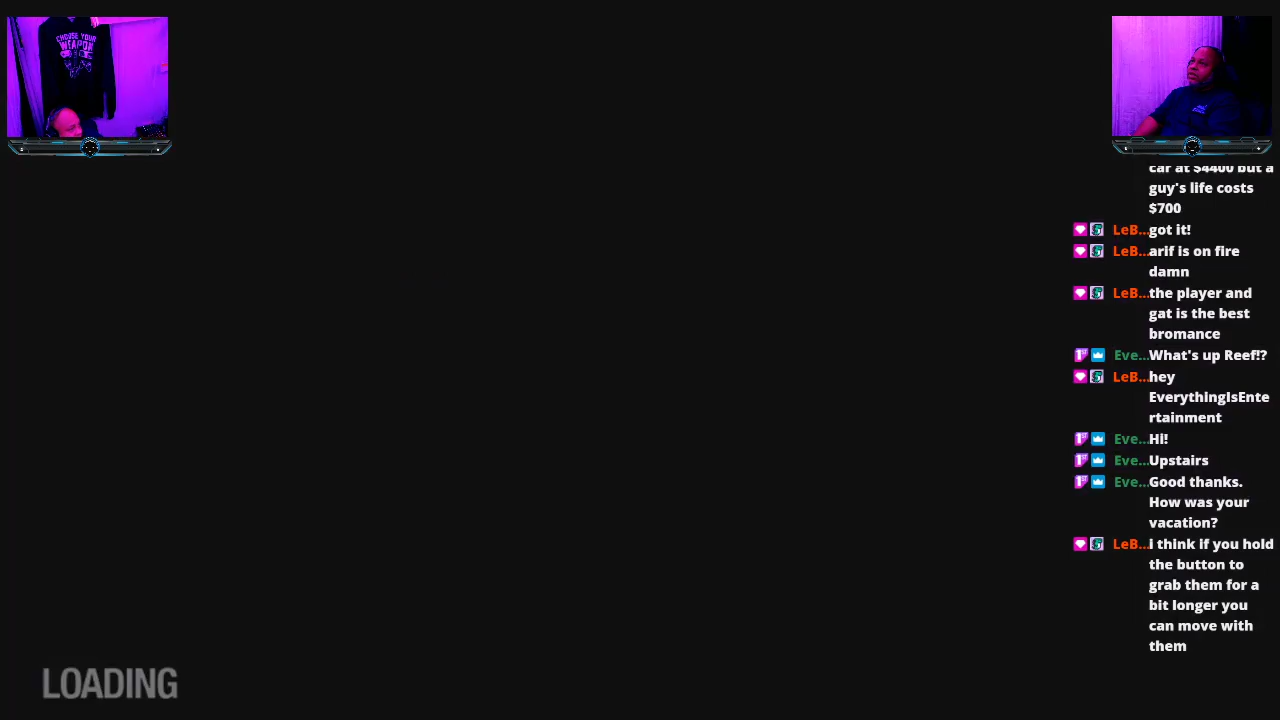 CHOOSE YOUR
WEAPON
car at $4400 but a
guy's life costs
$700
LeB... got it!
LeB... arif is on fire
damn
LeB... the player and
gat is the best
bromance
Eve... What's up Reef!?
LeB... hey
EverythingIsEnte
rtainment
Eve... Hi!
Eve... Upstairs
Eve... Good thanks.
How was your
vacation?
LeB... i think if you hold
the button to
grab them for a
bit longer you
can move with
them
LOADING